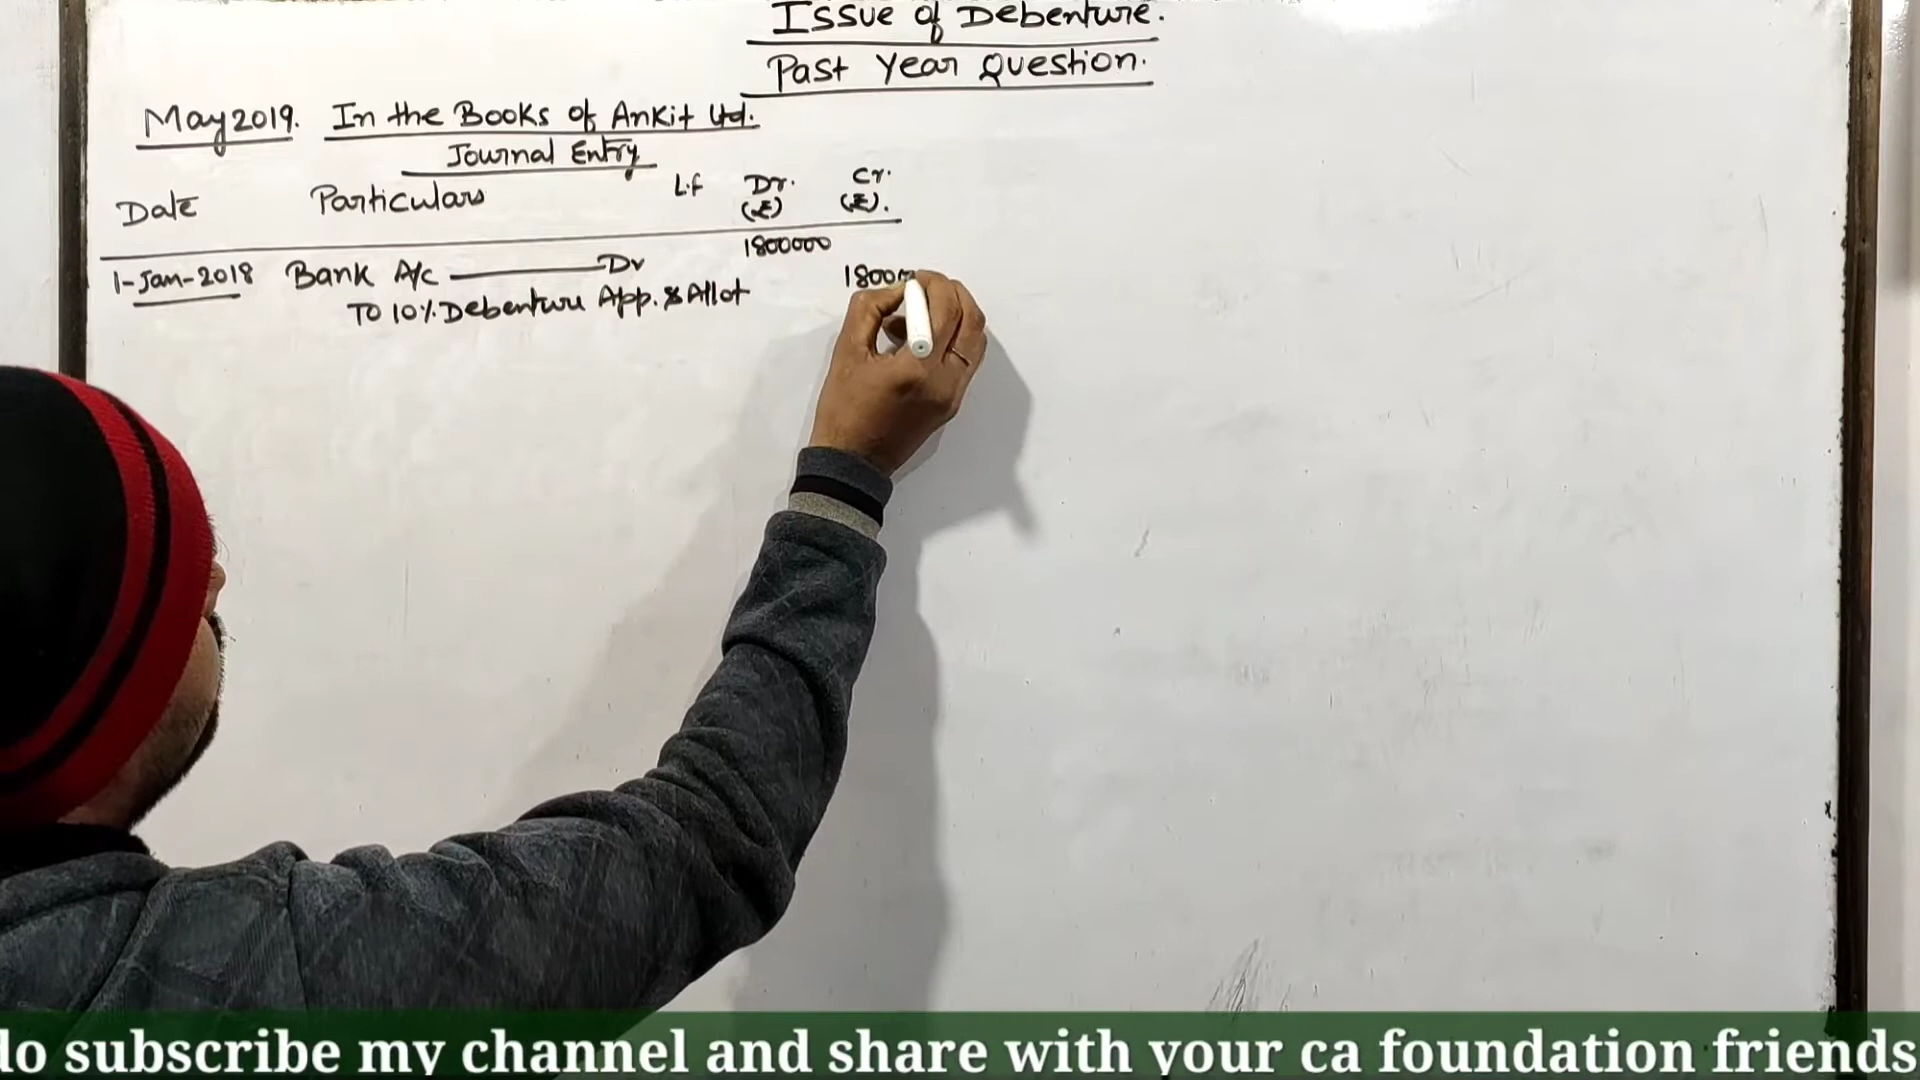 Issue of Debenture.
Past Year Question.
May 2019. In the Books of Ankit Ltd.
Journal Entry
Date Particulars L.f Dr. (₹) Cr. (₹).
1-Jan-2018 Bank A/c Dr 1800000
To 10% Debenture App. & Allot 1800
do subscribe my channel and share with your ca foundation friends